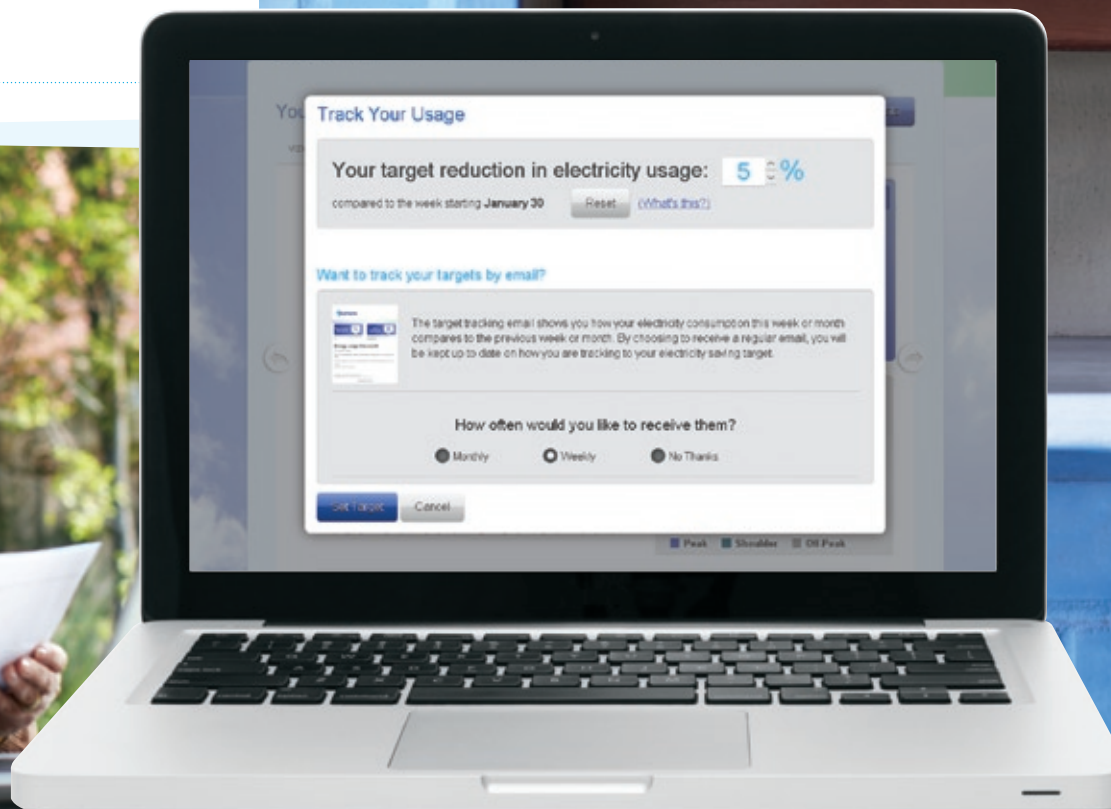 You
Track Your Usage
Your target reduction in electricity usage: 5 %
compared to the week starting January 30 Reset (What's this?)
Want to track your targets by email?
The target tracking email shows you how your electricity consumption this week or month
compares to the previous week or month. By choosing to receive a regular email, you will
be kept up to date on how you are tracking to your electricity saving target.
How often would you like to receive them?
Monthly Weekly No Thanks
Set Target Cancel
Peak Shoulder Off Peak